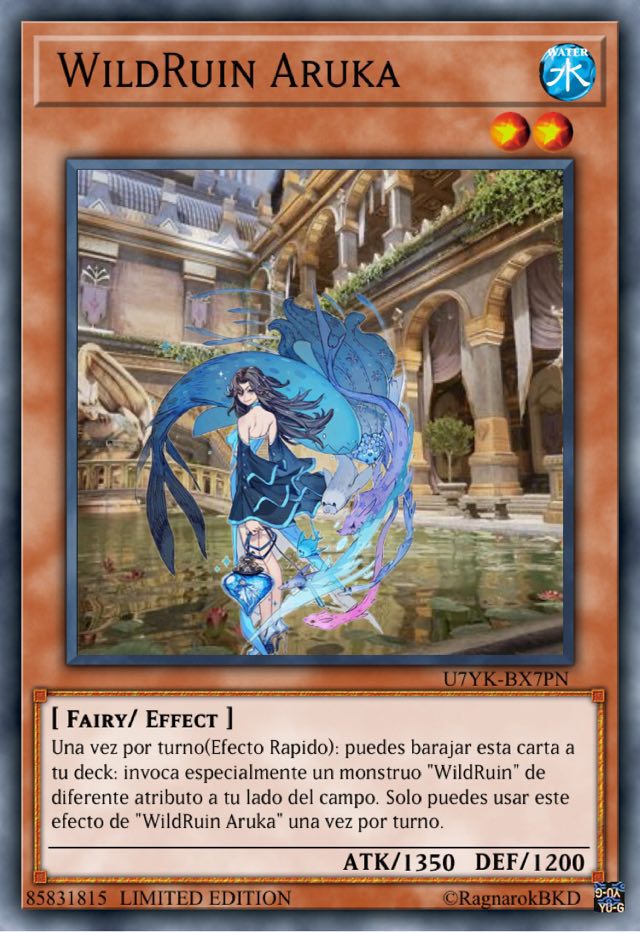 WildRuin Aruka
WATER
水
U7YK-BX7PN
[ Fairy/ Effect ]
Una vez por turno(Efecto Rapido): puedes barajar esta carta a
tu deck: invoca especialmente un monstruo "WildRuin" de
diferente atributo a tu lado del campo. Solo puedes usar este
efecto de "WildRuin Aruka" una vez por turno.
ATK/1350 DEF/1200
85831815 LIMITED EDITION ©RagnarokBKD